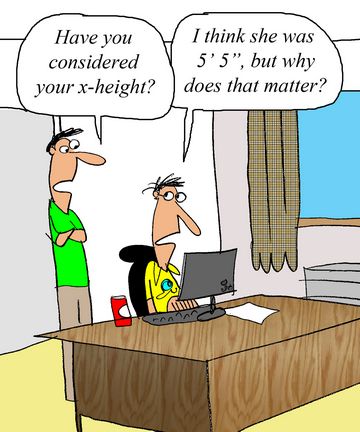 Have you
considered
your x-height?
I think she was
5’ 5”, but why
does that matter?